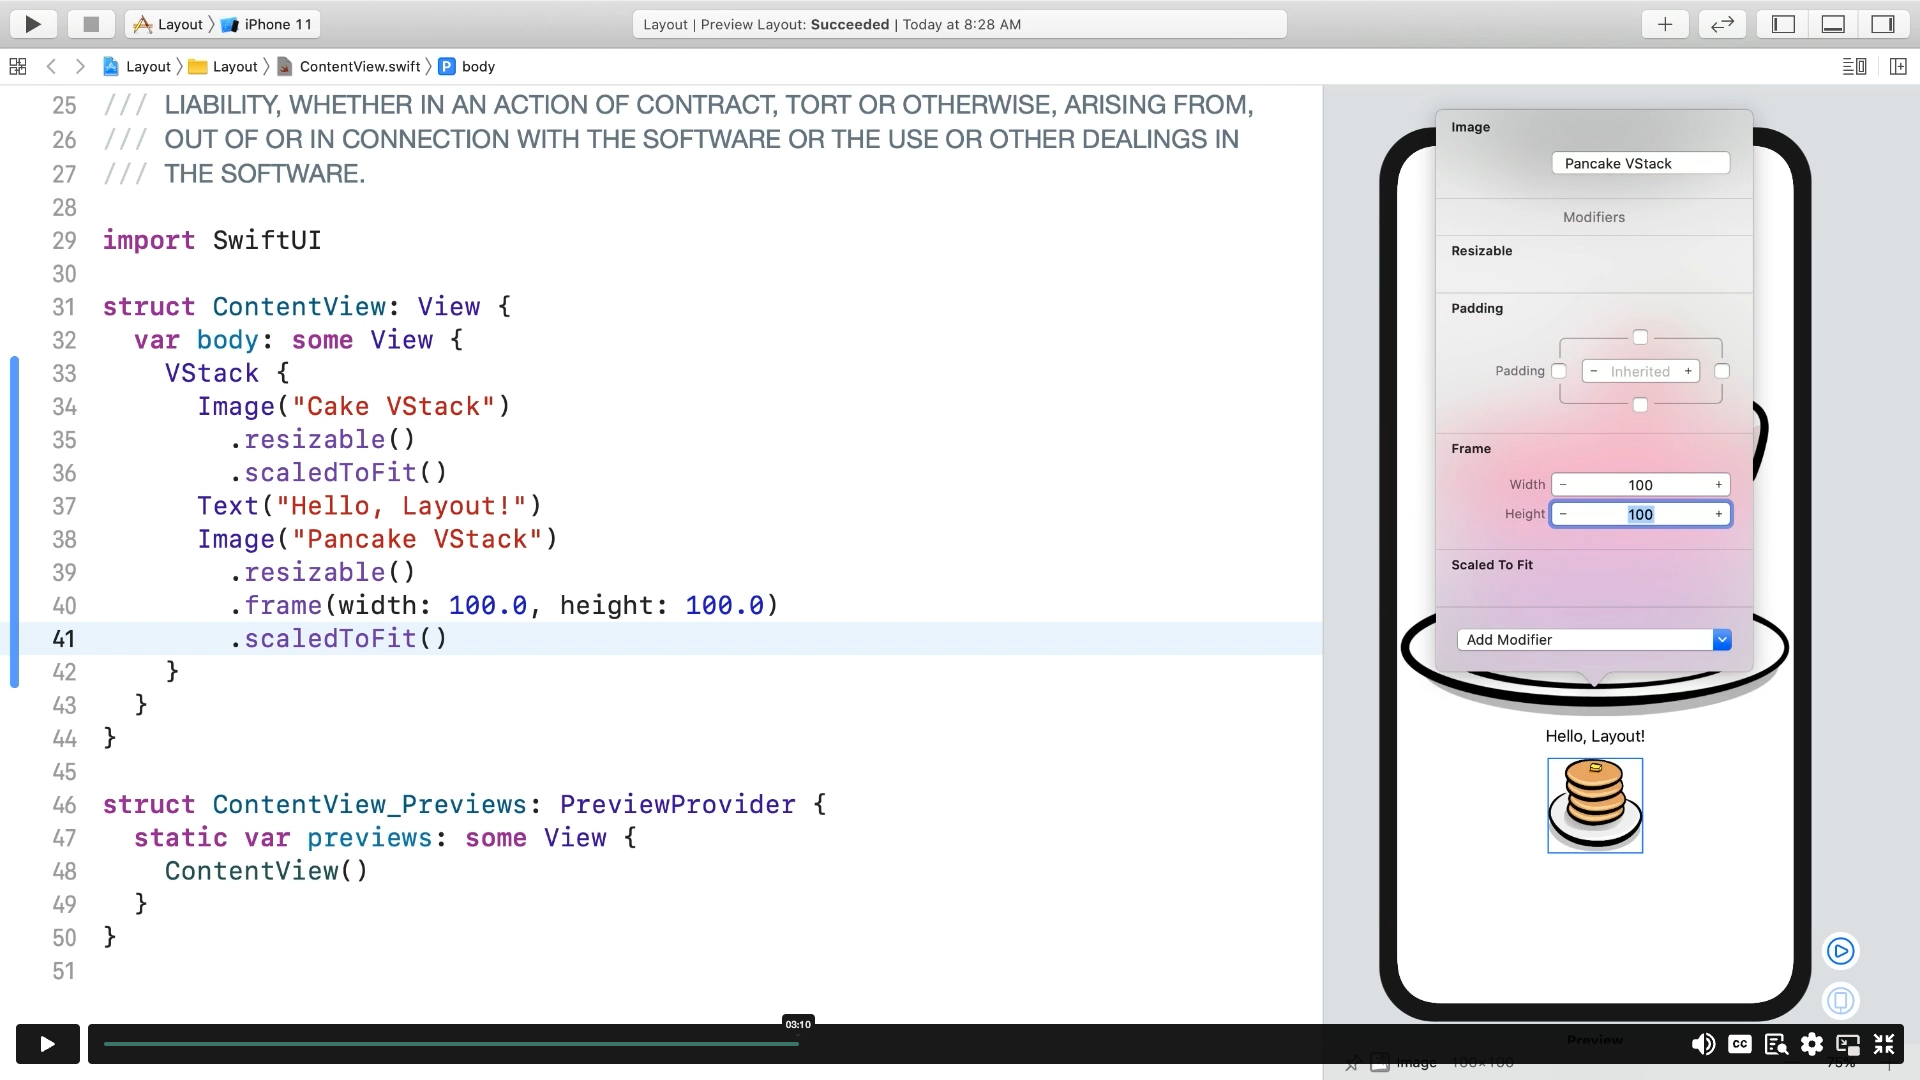 Layout 〉 iPhone 11
Layout | Preview Layout: Succeeded | Today at 8:28 AM
Layout 〉 Layout 〉 ContentView.swift 〉 P body
25 /// LIABILITY, WHETHER IN AN ACTION OF CONTRACT, TORT OR OTHERWISE, ARISING FROM,
26 /// OUT OF OR IN CONNECTION WITH THE SOFTWARE OR THE USE OR OTHER DEALINGS IN
27 /// THE SOFTWARE.
28
29 import SwiftUI
30
31 struct ContentView: View {
32   var body: some View {
33     VStack {
34       Image("Cake VStack")
35         .resizable()
36         .scaledToFit()
37       Text("Hello, Layout!")
38       Image("Pancake VStack")
39         .resizable()
40         .frame(width: 100.0, height: 100.0)
41         .scaledToFit()
42     }
43   }
44 }
45
46 struct ContentView_Previews: PreviewProvider {
47   static var previews: some View {
48     ContentView()
49   }
50 }
51
Image
Pancake VStack
Modifiers
Resizable
Padding
Padding − Inherited +
Frame
Width − 100 +
Height − 100 +
Scaled To Fit
Add Modifier
Hello, Layout!
03:10
Preview
CC
Image 100×100
75%